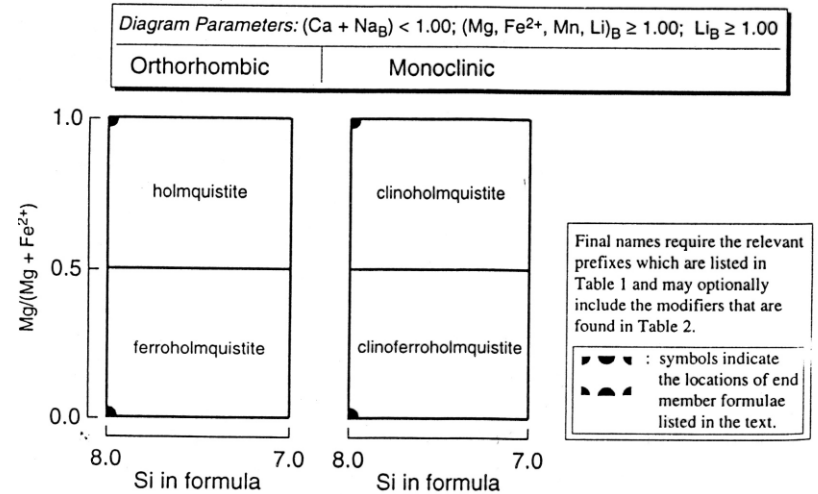 Diagram Parameters: (Ca + NaB) < 1.00; (Mg, Fe2+, Mn, Li)B ≥ 1.00; LiB ≥ 1.00
Orthorhombic Monoclinic
Mg/(Mg + Fe2+)
1.0
0.5
0.0
holmquistite
ferroholmquistite
8.0 7.0
Si in formula
clinoholmquistite
clinoferroholmquistite
8.0 7.0
Si in formula
Final names require the relevant
prefixes which are listed in
Table 1 and may optionally
include the modifiers that are
found in Table 2.
: symbols indicate
the locations of end
member formulae
listed in the text.